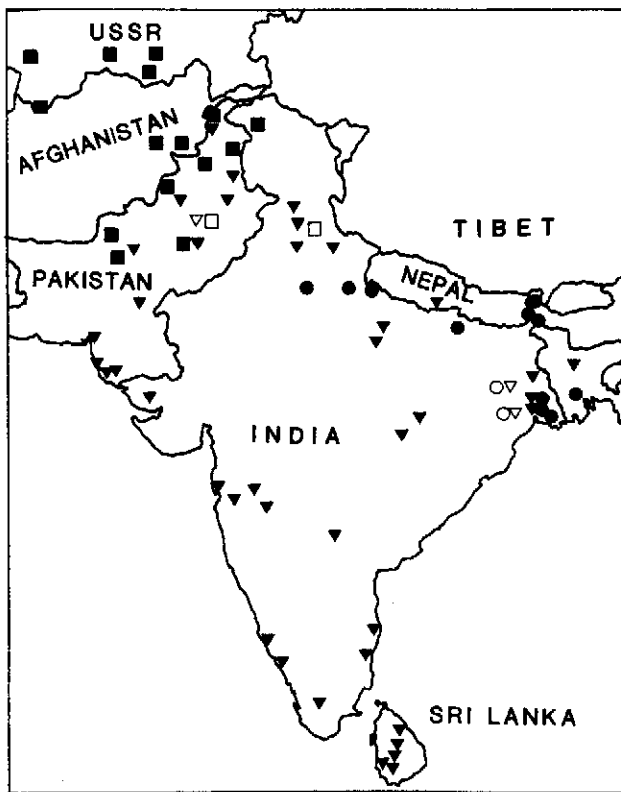 USSR
AFGHANISTAN
TIBET
NEPAL
PAKISTAN
INDIA
SRI LANKA